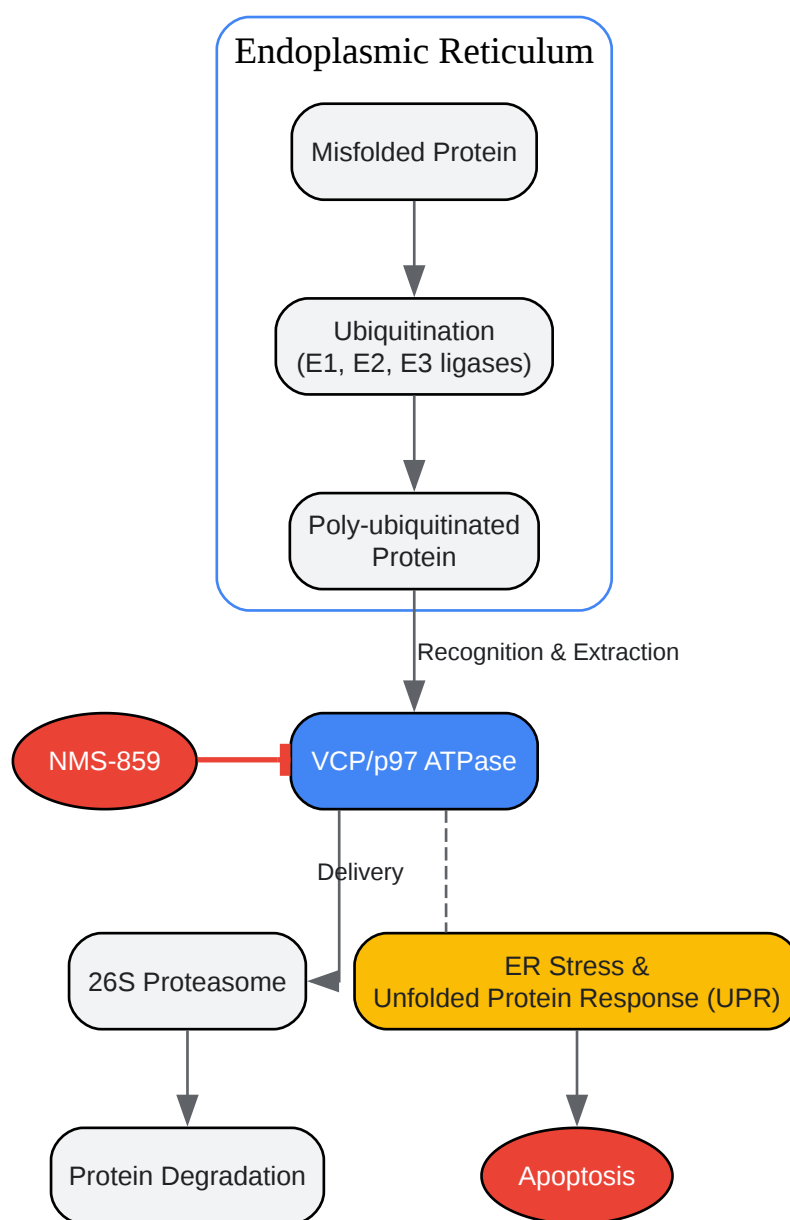 Endoplasmic Reticulum
Misfolded Protein
Ubiquitination
(E1, E2, E3 ligases)
Poly-ubiquitinated
Protein
Recognition & Extraction
NMS-859
VCP/p97 ATPase
Delivery
26S Proteasome
ER Stress &
Unfolded Protein Response (UPR)
Protein Degradation
Apoptosis